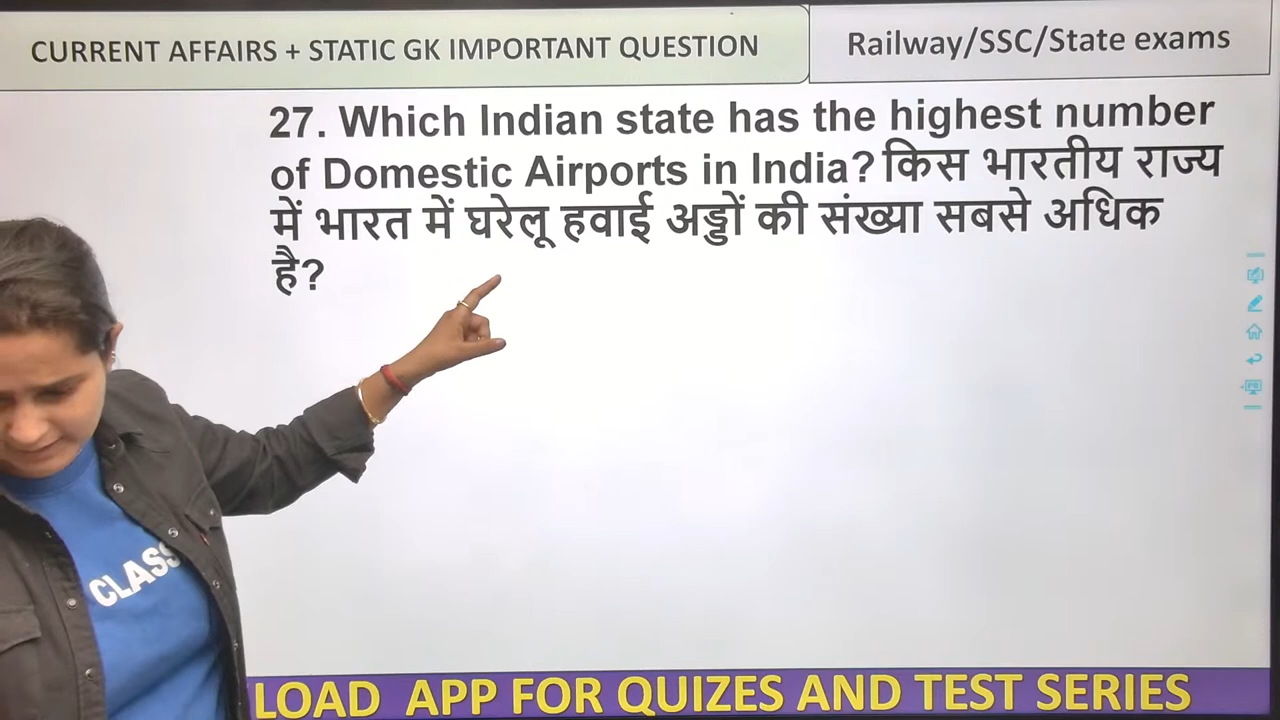 CURRENT AFFAIRS + STATIC GK IMPORTANT QUESTION
Railway/SSC/State exams
27. Which Indian state has the highest number
of Domestic Airports in India? किस भारतीय राज्य
में भारत में घरेलू हवाई अड्डों की संख्या सबसे अधिक
है?
CLASS
LOAD APP FOR QUIZES AND TEST SERIES